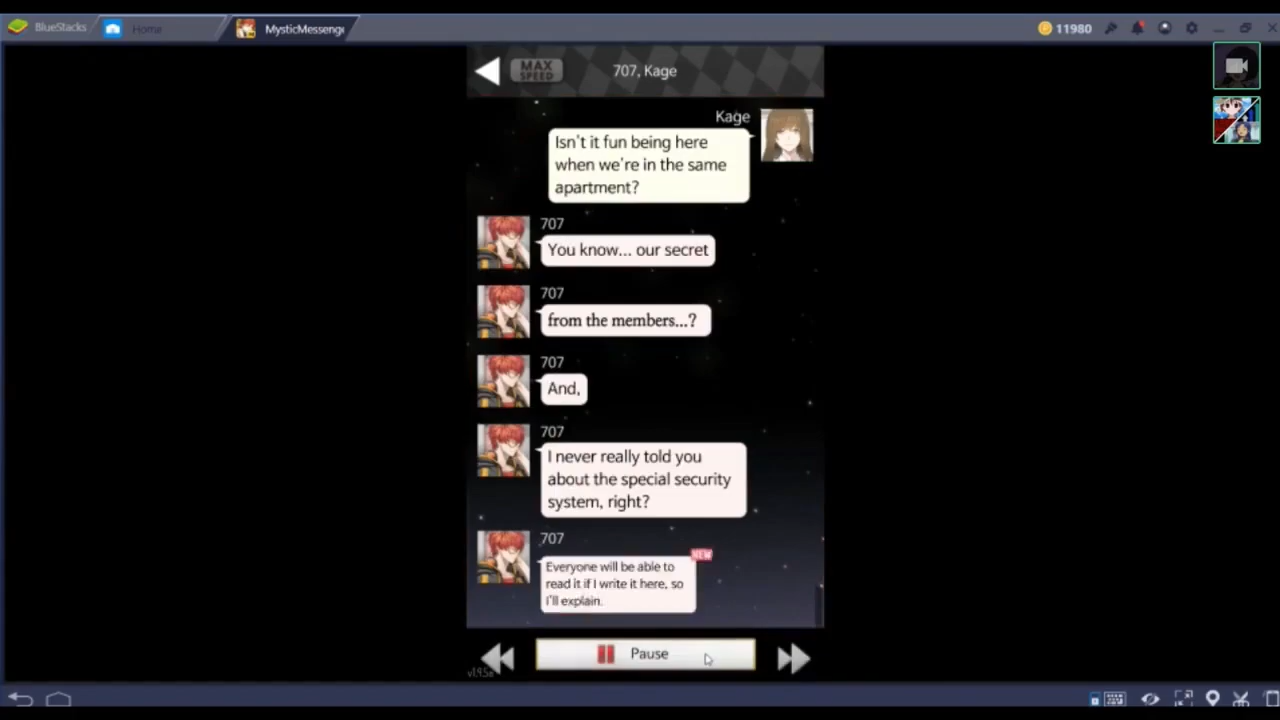 BlueStacks
Home
MysticMesseng
11980
MAX
SPEED
707, Kage
Kage
Isn't it fun being here
when we're in the same
apartment?
707
You know... our secret
707
from the members...?
707
And,
707
I never really told you
about the special security
system, right?
707
NEW
Everyone will be able to
read it if I write it here, so
I'll explain.
Pause
v1.9.5a